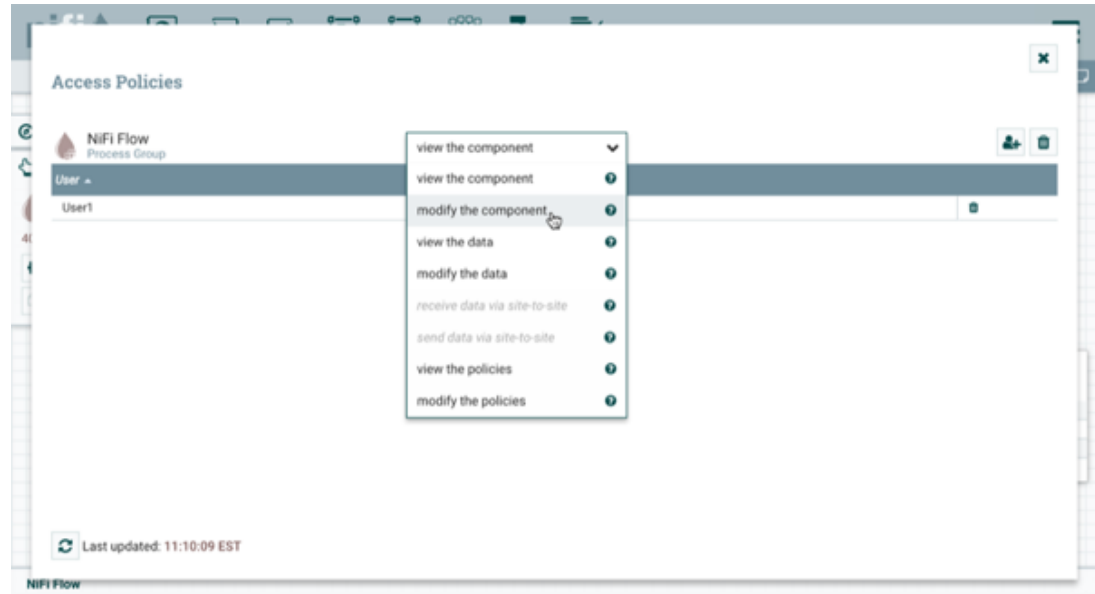 Access Policies
NiFi Flow
Process Group
view the component
User
view the component
User1
modify the component
view the data
modify the data
receive data via site-to-site
send data via site-to-site
view the policies
modify the policies
Last updated: 11:10:09 EST
NiFi Flow